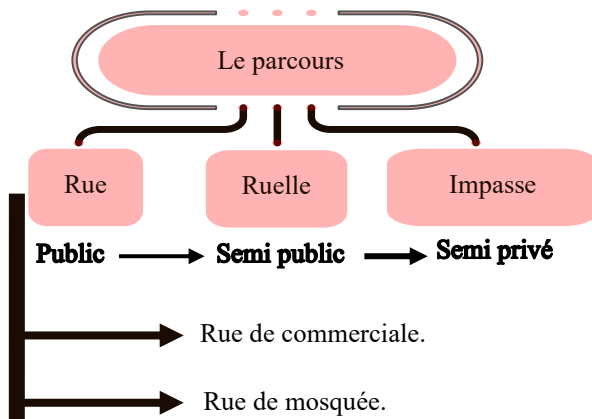 Le parcours
Rue Ruelle Impasse
Public Semi public Semi privé
Rue de commerciale.
Rue de mosquée.